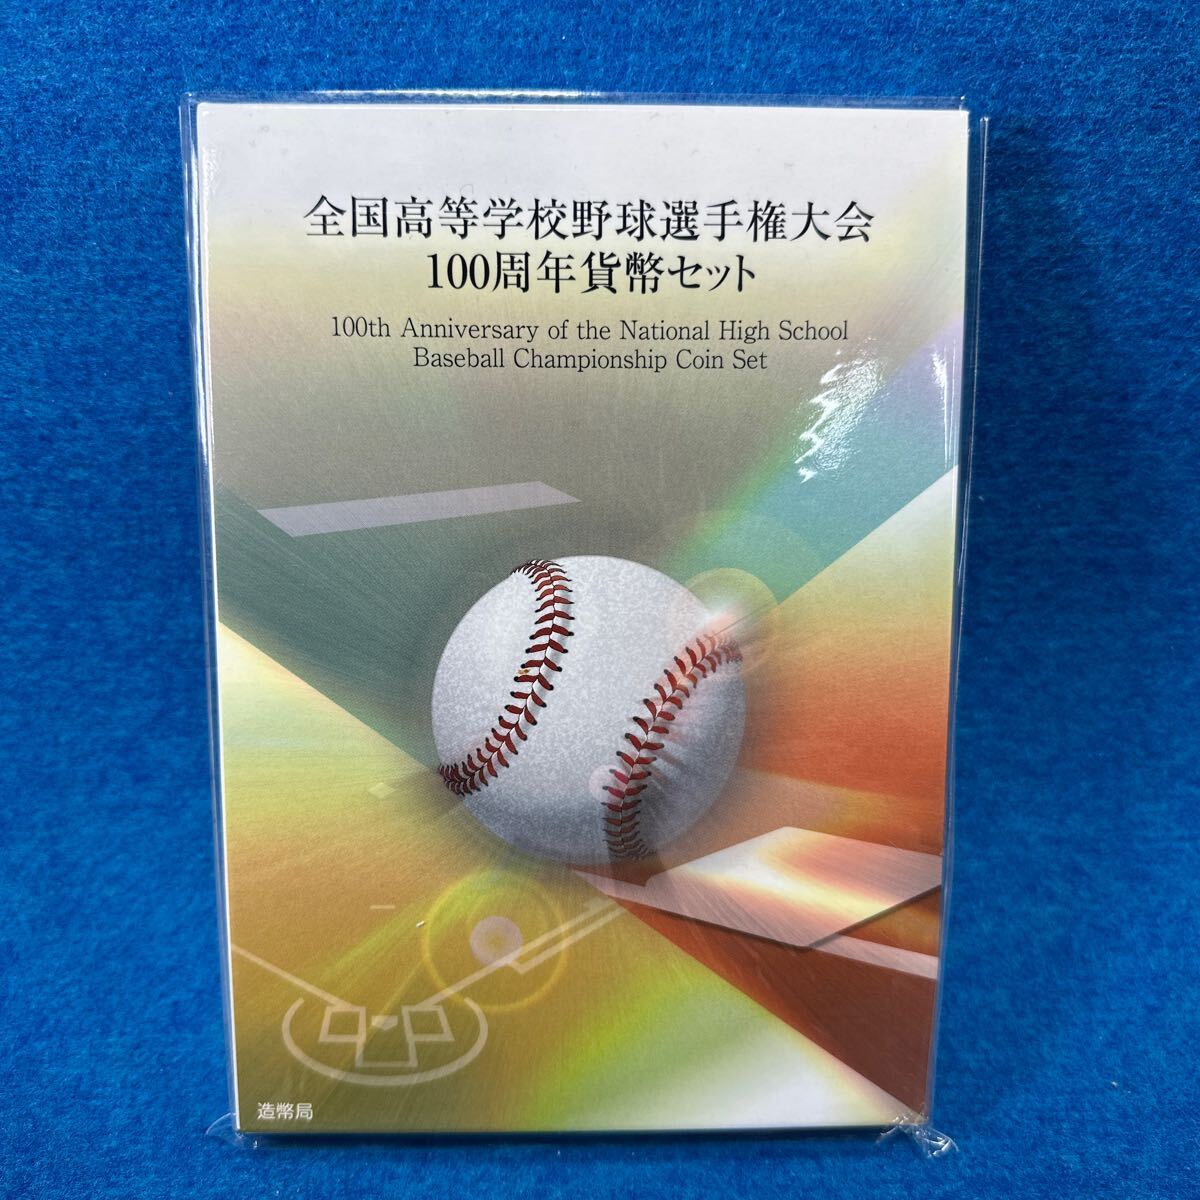 全国高等学校野球選手権大会
100周年貨幣セット
100th Anniversary of the National High School
Baseball Championship Coin Set
造幣局